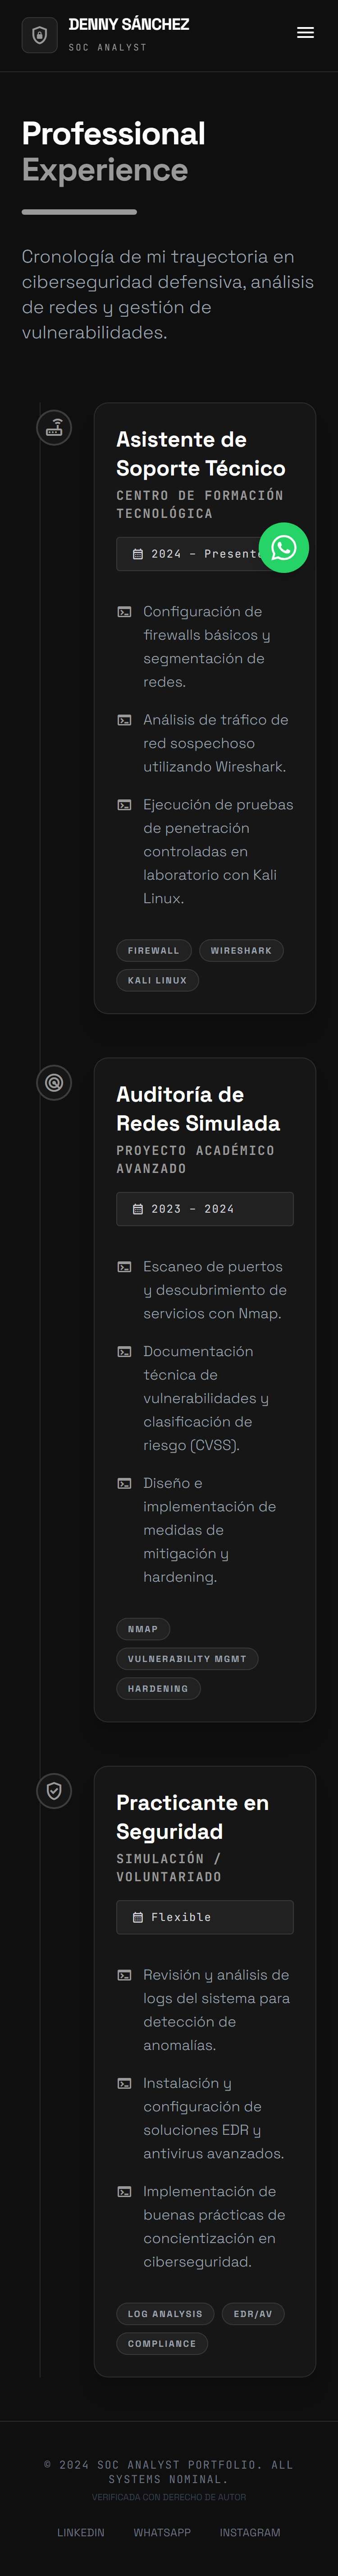 DENNY SÁNCHEZ
SOC ANALYST
Professional
Experience
Cronología de mi trayectoria en
ciberseguridad defensiva, análisis
de redes y gestión de
vulnerabilidades.
Asistente de
Soporte Técnico
CENTRO DE FORMACIÓN
TECNOLÓGICA
2024 – Presente
Configuración de
firewalls básicos y
segmentación de
redes.
Análisis de tráfico de
red sospechoso
utilizando Wireshark.
Ejecución de pruebas
de penetración
controladas en
laboratorio con Kali
Linux.
FIREWALL WIRESHARK
KALI LINUX
Auditoría de
Redes Simulada
PROYECTO ACADÉMICO
AVANZADO
2023 – 2024
Escaneo de puertos
y descubrimiento de
servicios con Nmap.
Documentación
técnica de
vulnerabilidades y
clasificación de
riesgo (CVSS).
Diseño e
implementación de
medidas de
mitigación y
hardening.
NMAP
VULNERABILITY MGMT
HARDENING
Practicante en
Seguridad
SIMULACIÓN /
VOLUNTARIADO
Flexible
Revisión y análisis de
logs del sistema para
detección de
anomalías.
Instalación y
configuración de
soluciones EDR y
antivirus avanzados.
Implementación de
buenas prácticas de
concientización en
ciberseguridad.
LOG ANALYSIS EDR/AV
COMPLIANCE
© 2024 SOC ANALYST PORTFOLIO. ALL
SYSTEMS NOMINAL.
VERIFICADA CON DERECHO DE AUTOR
LINKEDIN WHATSAPP INSTAGRAM